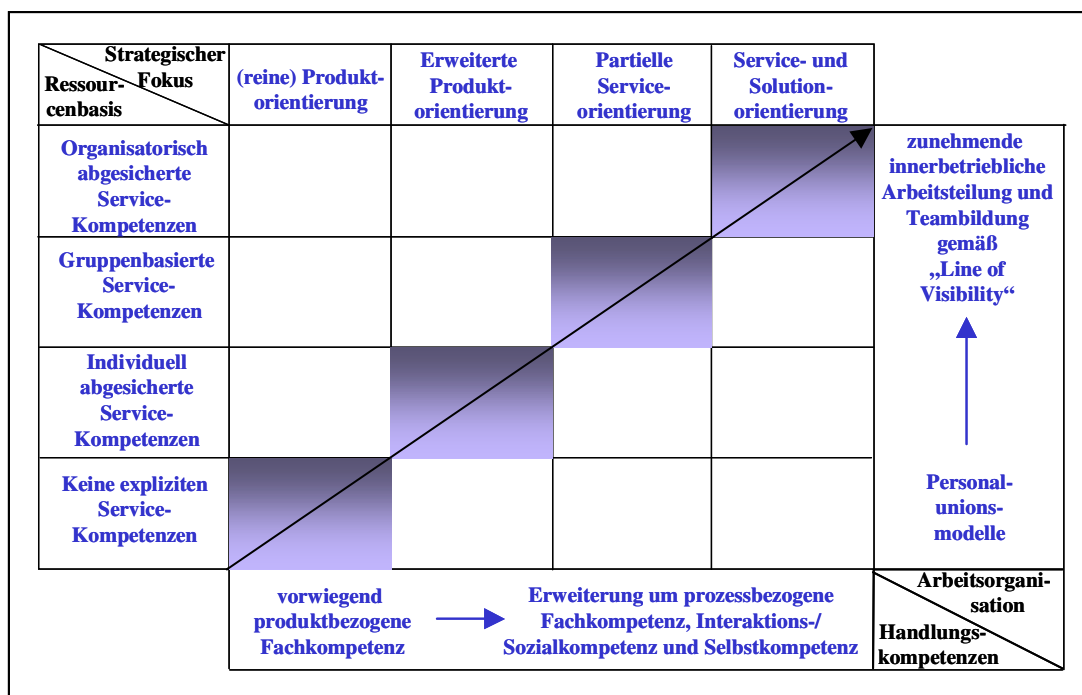 Strategischer
Fokus
Ressour-
cenbasis
(reine) Produkt-
orientierung
Erweiterte
Produkt-
orientierung
Partielle
Service-
orientierung
Service- und
Solution-
orientierung
Organisatorisch
abgesicherte
Service-
Kompetenzen
zunehmende
innerbetriebliche
Arbeitsteilung und
Teambildung
gemäß
„Line of
Visibility“
Gruppenbasierte
Service-
Kompetenzen
Individuell
abgesicherte
Service-
Kompetenzen
Keine expliziten
Service-
Kompetenzen
Personal-
unions-
modelle
vorwiegend
produktbezogene
Fachkompetenz
Erweiterung um prozessbezogene
Fachkompetenz, Interaktions-/
Sozialkompetenz und Selbstkompetenz
Arbeitsorgani-
sation
Handlungs-
kompetenzen